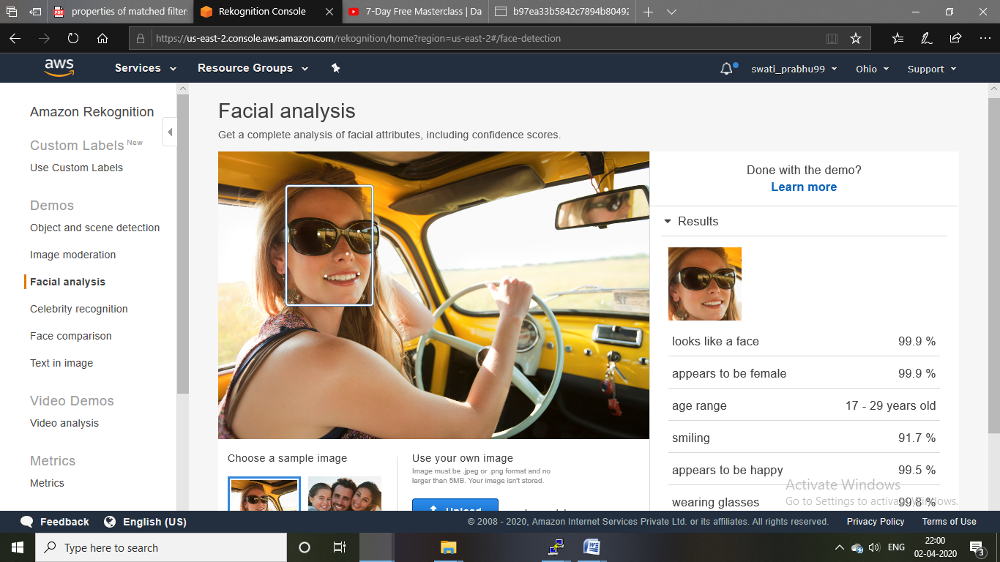 properties of matched filter:
Rekognition Console
7-Day Free Masterclass | Da
b97ea33b5842c7894b80492
https://us-east-2.console.aws.amazon.com/rekognition/home?region=us-east-2#/face-detection
aws
Services
Resource Groups
swati_prabhu99
Ohio
Support
Amazon Rekognition
Custom Labels New
Use Custom Labels
Demos
Object and scene detection
Image moderation
Facial analysis
Celebrity recognition
Face comparison
Text in image
Video Demos
Video analysis
Metrics
Metrics
Facial analysis
Get a complete analysis of facial attributes, including confidence scores.
Choose a sample image
Use your own image
Image must be .jpeg or .png format and no
larger than 5MB. Your image isn't stored.
Upload
Done with the demo?
Learn more
Results
looks like a face 99.9 %
appears to be female 99.9 %
age range 17 - 29 years old
smiling 91.7 %
appears to be happy 99.5 %
wearing glasses 99.8 %
Activate Windows
Go to Settings to activate Windows.
Feedback
English (US)
© 2008 - 2020, Amazon Internet Services Private Ltd. or its affiliates. All rights reserved.
Privacy Policy
Terms of Use
Type here to search
ENG
22:00
02-04-2020
3